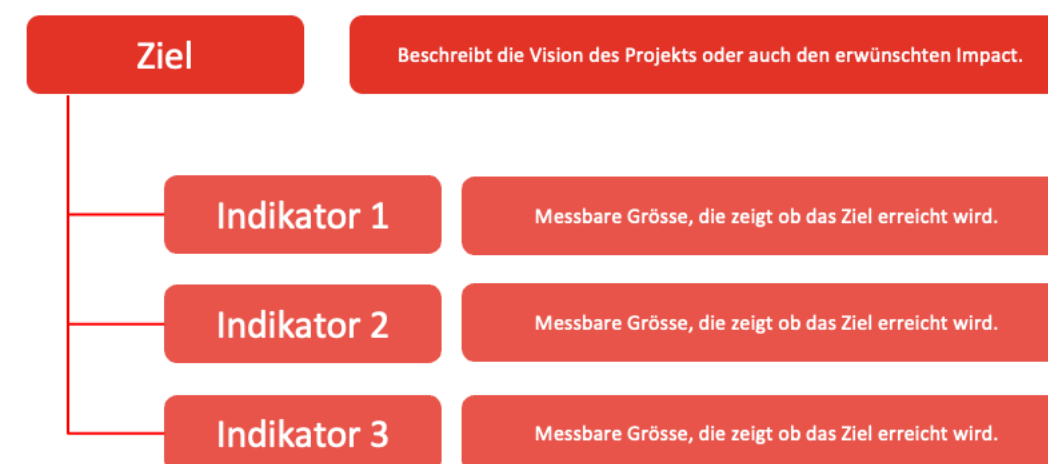 Ziel
Beschreibt die Vision des Projekts oder auch den erwünschten Impact.
Indikator 1
Messbare Grösse, die zeigt ob das Ziel erreicht wird.
Indikator 2
Messbare Grösse, die zeigt ob das Ziel erreicht wird.
Indikator 3
Messbare Grösse, die zeigt ob das Ziel erreicht wird.